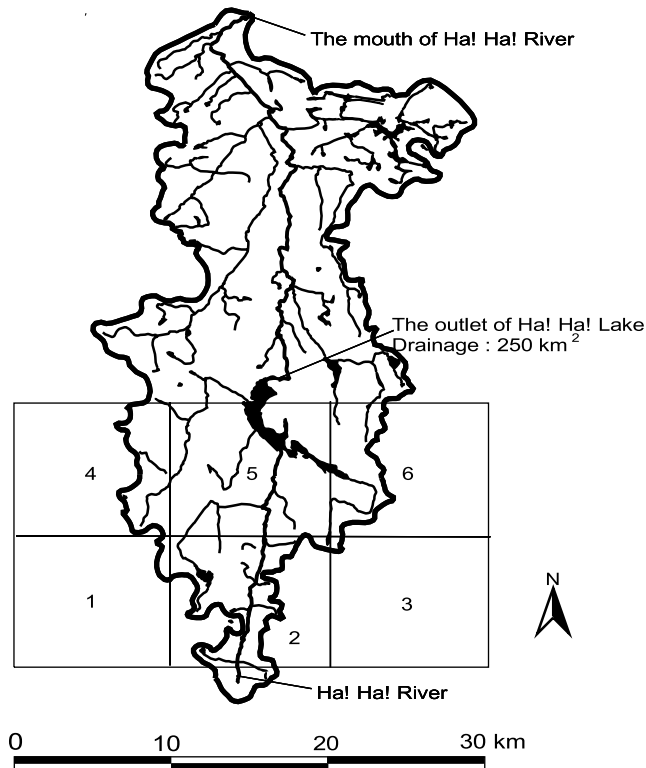 The mouth of Ha! Ha! River
The outlet of Ha! Ha! Lake
Drainage : 250 km 2
4 5 6
1 2 3
N
Ha! Ha! River
0 10 20 30 km